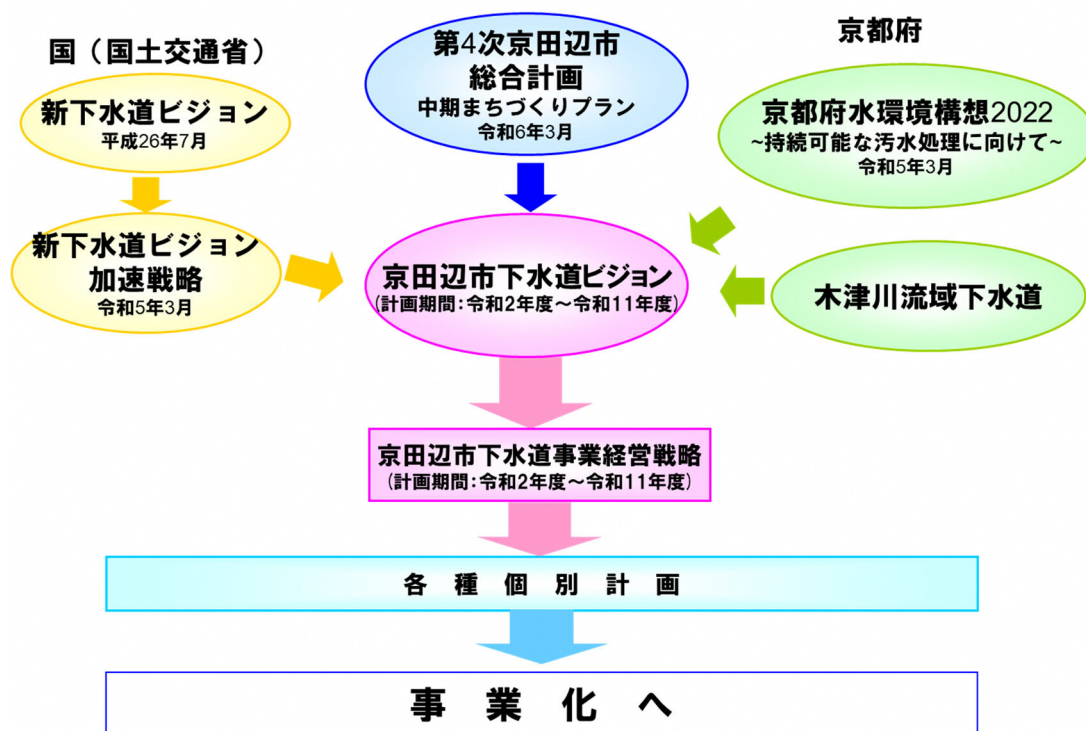 国（国土交通省）
新下水道ビジョン
平成26年7月
新下水道ビジョン
加速戦略
令和5年3月
第4次京田辺市
総合計画
中期まちづくりプラン
令和6年3月
京都府
京都府水環境構想2022
~持続可能な汚水処理に向けて~
令和5年3月
木津川流域下水道
京田辺市下水道ビジョン
(計画期間：令和2年度～令和11年度)
京田辺市下水道事業経営戦略
(計画期間：令和2年度～令和11年度)
各種個別計画
事業化へ